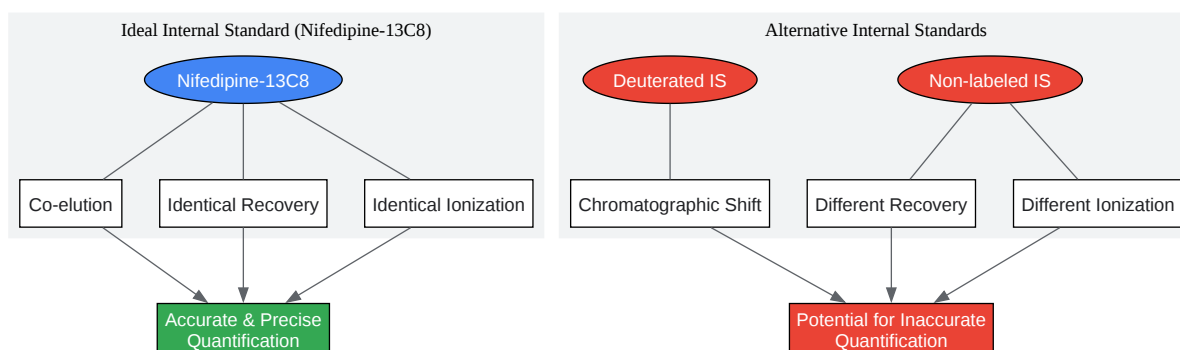 Ideal Internal Standard (Nifedipine-13C8)
Nifedipine-13C8
Co-elution
Identical Recovery
Identical Ionization
Accurate & Precise
Quantification
Alternative Internal Standards
Deuterated IS
Non-labeled IS
Chromatographic Shift
Different Recovery
Different Ionization
Potential for Inaccurate
Quantification